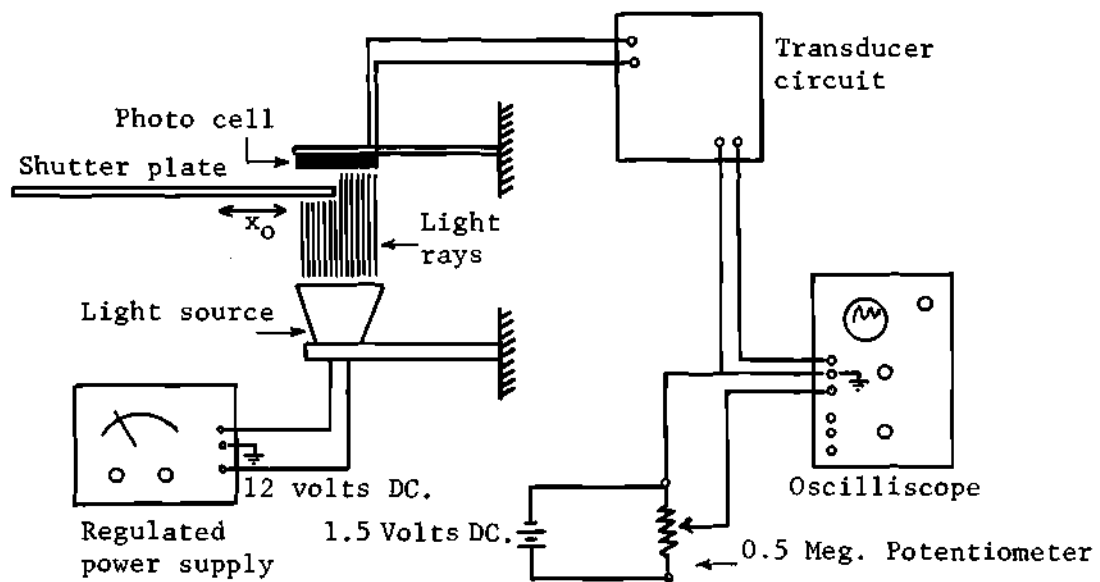 Transducer
circuit
Photo cell
Shutter plate
x₀
Light
rays
Light source
12 volts DC.
Regulated
power supply
1.5 Volts DC.
Oscilliscope
0.5 Meg. Potentiometer